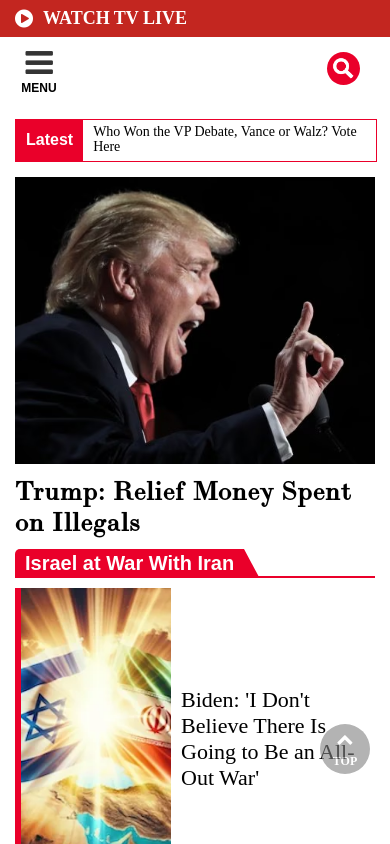 WATCH TV LIVE
MENU
Latest
Who Won the VP Debate, Vance or Walz? Vote
Here
Trump: Relief Money Spent
on Illegals
Israel at War With Iran
Biden: 'I Don't
Believe There Is
Going to Be an All-
Out War'
TOP